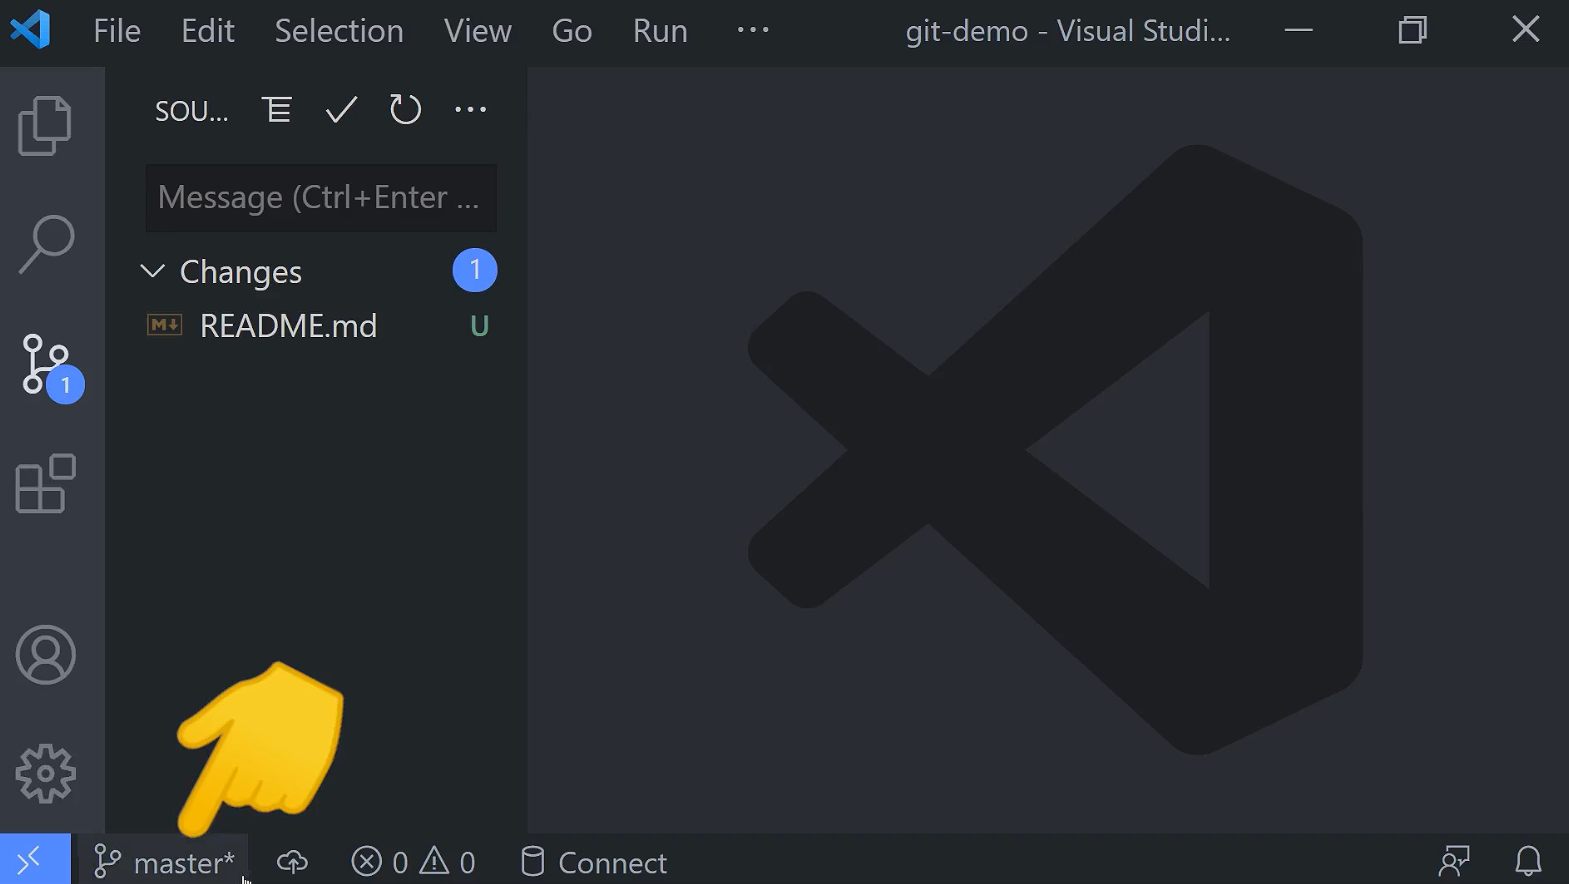 File Edit Selection View Go Run ··· git-demo - Visual Studi...
SOU... ···
Message (Ctrl+Enter ...
Changes 1
README.md U
1
master* 0 0 Connect